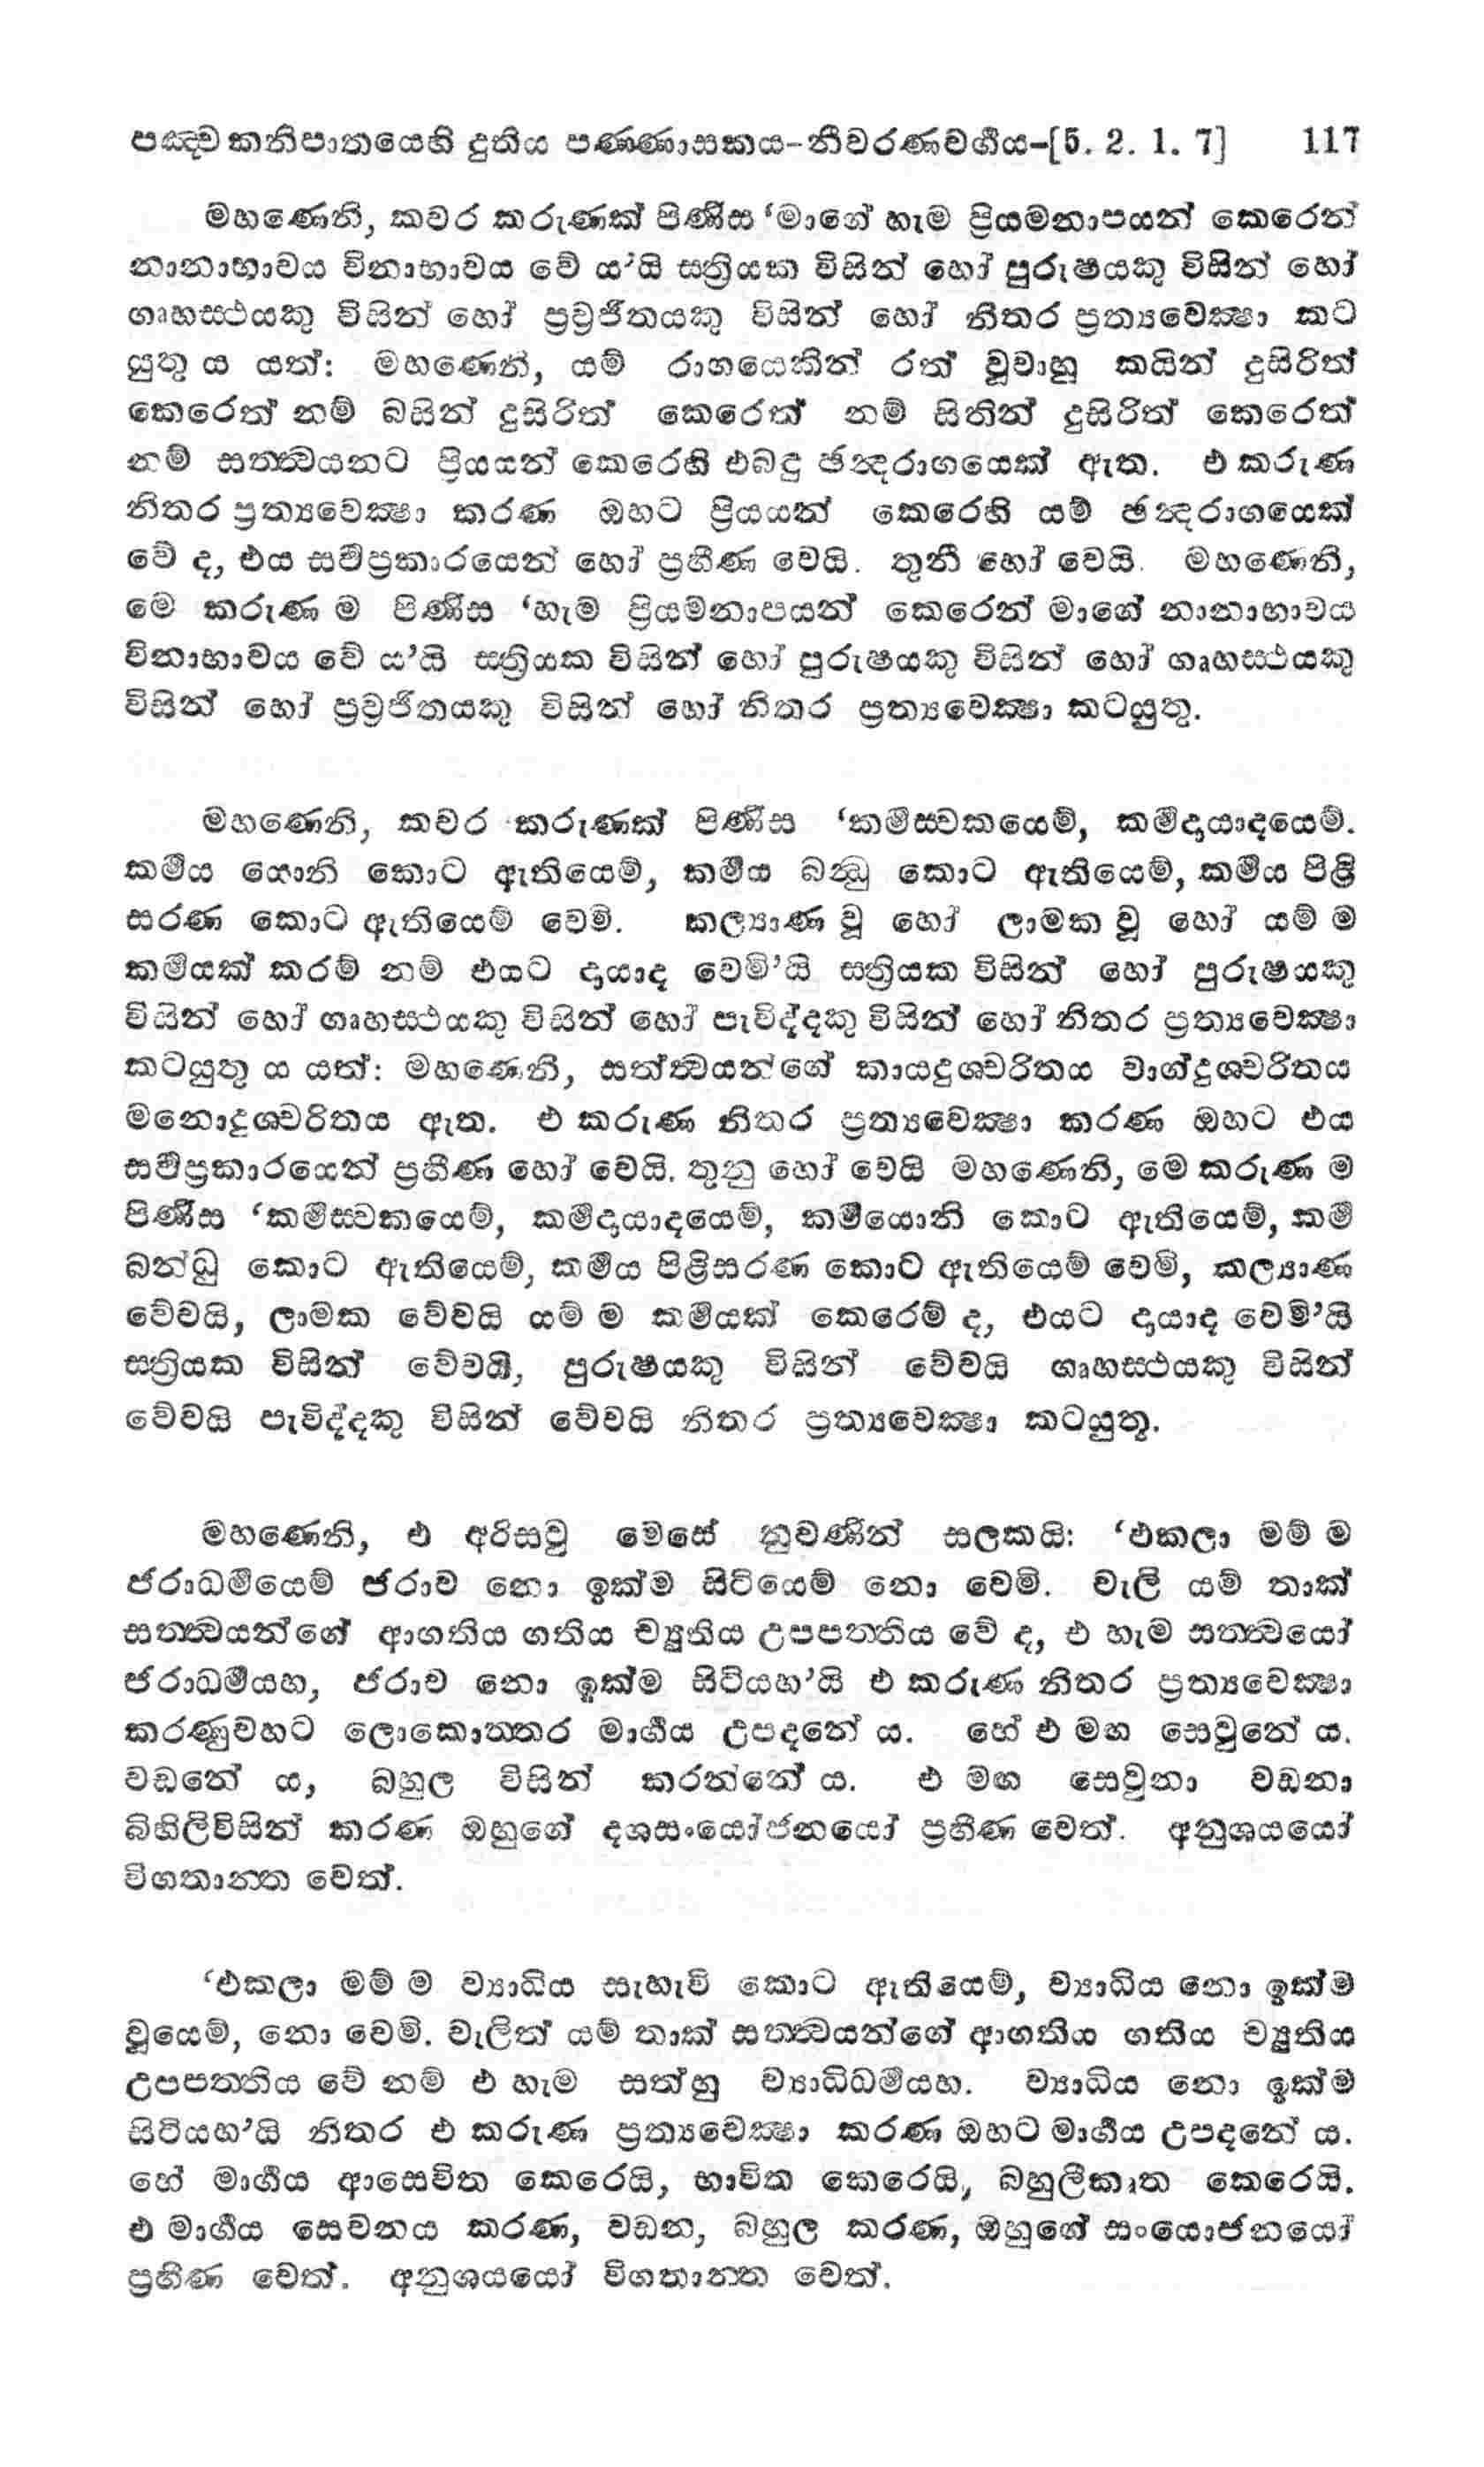 පඤ්ච කනිපාතයෙහි දුතිය පණ්ණාසකය-නීවරණවර්‍ගය-[5. 2. 1. 7] 117
මහණෙනි, කවර කරුණක් පිණිස ‘මාගේ හැම ප්‍රියමනාපයන් කෙරෙන්
නානාභාවය විනාභාවය වේ ය’යි ස්ත්‍රියක විසින් හෝ පුරුෂයකු විසින් හෝ
ගෘහස්ථයකු විසින් හෝ ප්‍රව්‍රජිතයකු විසින් හෝ නිතර ප්‍රත්‍යවෙක්‍ෂා කට
යුතු ය යත්: මහණෙනි, යම් රාගයෙකින් රත් වූවාහු කයින් දුසිරිත්
කෙරෙත් නම් බසින් දුසිරිත් කෙරෙත් නම් සිතින් දුසිරිත් කෙරෙත්
නම් සත්ත්‍වයනට ප්‍රියයන් කෙරෙහි එබඳු ඡන්‍දරාගයෙක් ඇත. එ කරුණ
නිතර ප්‍රත්‍යවෙක්‍ෂා කරණ ඔහට ප්‍රියයන් කෙරෙහි යම් ඡන්‍දරාගයෙක්
වේ ද, එය සර්‍වප්‍රකාරයෙන් හෝ ප්‍රහීණ වෙයි. තුනී හෝ වෙයි. මහණෙනි,
මෙ කරුණ ම පිණිස ‘හැම ප්‍රියමනාපයන් කෙරෙන් මාගේ නානාභාවය
විනාභාවය වේ ය’යි ස්ත්‍රියක විසින් හෝ පුරුෂයකු විසින් හෝ ගෘහස්ථයකු
විසින් හෝ ප්‍රව්‍රජිතයකු විසින් හෝ නිතර ප්‍රත්‍යවෙක්‍ෂා කටයුතු.
මහණෙනි, කවර කරුණක් පිණිස ‘කර්‍මස්වකයෙම්, කර්‍මදායාදයෙම්.
කර්‍මය යොනි කොට ඇතියෙම්, කර්‍මය බන්‍ධු කොට ඇතියෙම්, කර්‍මය පිළි
සරණ කොට ඇතියෙම් වෙමි. කල්‍යාණ වූ හෝ ලාමක වූ හෝ යම් ම
කර්‍මයක් කරම් නම් එයට දායාද වෙමි’යි ස්ත්‍රියක විසින් හෝ පුරුෂයකු
විසින් හෝ ගෘහස්ථයකු විසින් හෝ පැවිද්දකු විසින් හෝ නිතර ප්‍රත්‍යවෙක්‍ෂා
කටයුතු ය යත්: මහණෙනි, සත්ත්‍වයන්ගේ කායදුශ්චරිතය වාග්දුශ්චරිතය
මනොදුශ්චරිතය ඇත. එ කරුණ නිතර ප්‍රත්‍යවෙක්‍ෂා කරණ ඔහට එය
සර්‍වප්‍රකාරයෙන් ප්‍රහීණ හෝ වෙයි. තුනු හෝ වෙයි මහණෙනි, මෙ කරුණ ම
පිණිස ‘කර්‍මස්වකයෙම්, කර්‍මදායාදයෙම්, කර්‍මයොනි කොට ඇතියෙම්, කර්‍ම
බන්ධු කොට ඇතියෙම්, කර්‍මය පිළිසරණ කොට ඇතියෙම් වෙමි, කල්‍යාණ
වේවයි, ලාමක වේවයි යම් ම කර්‍මයක් කෙරෙම් ද, එයට දායාද වෙමි’යි
ස්ත්‍රියක විසින් වේවයි, පුරුෂයකු විසින් වේවයි ගෘහස්ථයකු විසින්
වේවයි පැවිද්දකු විසින් වේවයි නිතර ප්‍රත්‍යවෙක්‍ෂා කටයුතු.
මහණෙනි, එ අරිසවු මෙසේ නුවණින් සලකයි: ‘එකලා මම් ම
ජරාධර්‍මයෙම් ජරාව නො ඉක්ම සිටියෙම් නො වෙමි. වැලි යම් තාක්
සත්ත්‍වයන්ගේ ආගතිය ගතිය ච්‍යුතිය උපපත්තිය වේ ද, එ හැම සත්ත්‍වයෝ
ජරාධර්‍මයහ, ජරාව නො ඉක්ම සිටියහ’යි එ කරුණ නිතර ප්‍රත්‍යවෙක්‍ෂා
කරණුවහට ලොකොත්තර මාර්‍ගය උපදනේ ය. හේ එ මඟ සෙවුනේ ය.
වඩනේ ය, බහුල විසින් කරන්නේ ය. එ මඟ සෙවුනා වඩනා
බිහිලිවිසින් කරණ ඔහුගේ දශසංයෝජනයෝ ප්‍රහීණ වෙත්. අනුශයයෝ
විගතාන්ත වෙත්.
‘එකලා මම් ම ව්‍යාධිය සැහැවි කොට ඇතියෙම්, ව්‍යාධිය නො ඉක්ම
වූයෙම්, නො වෙමි. වැලිත් යම් තාක් සත්ත්‍වයන්ගේ ආගතිය ගතිය ච්‍යුතිය
උපපත්තිය වේ නම් එ හැම සත්හු ව්‍යාධිධර්‍මයහ. ව්‍යාධිය නො ඉක්ම
සිටියහ’යි නිතර එ කරුණ ප්‍රත්‍යවෙක්‍ෂා කරණ ඔහට මාර්‍ගය උපදනේ ය.
හේ මාර්‍ගය ආසෙවිත කෙරෙයි, භාවිත කෙරෙයි, බහුලීකෘත කෙරෙයි.
එ මාර්‍ගය සෙවනය කරණ, වඩන, බහුල කරණ, ඔහුගේ සංයොජනයෝ
ප්‍රහීණ වෙත්. අනුශයයෝ විගතාන්ත වෙත්.